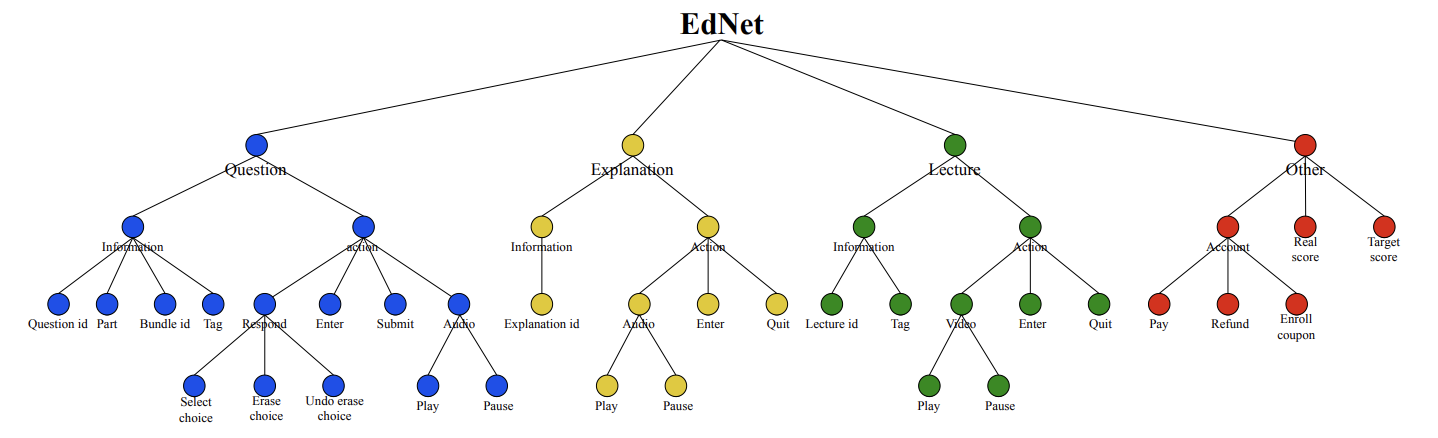 EdNet
Question
Explanation
Lecture
Other
Information
action
Information
Action
Information
Action
Account
Real
score
Target
score
Question id
Part
Bundle id
Tag
Respond
Enter
Submit
Audio
Explanation id
Audio
Enter
Quit
Lecture id
Tag
Video
Enter
Quit
Pay
Refund
Enroll
coupon
Select
choice
Erase
choice
Undo erase
choice
Play
Pause
Play
Pause
Play
Pause